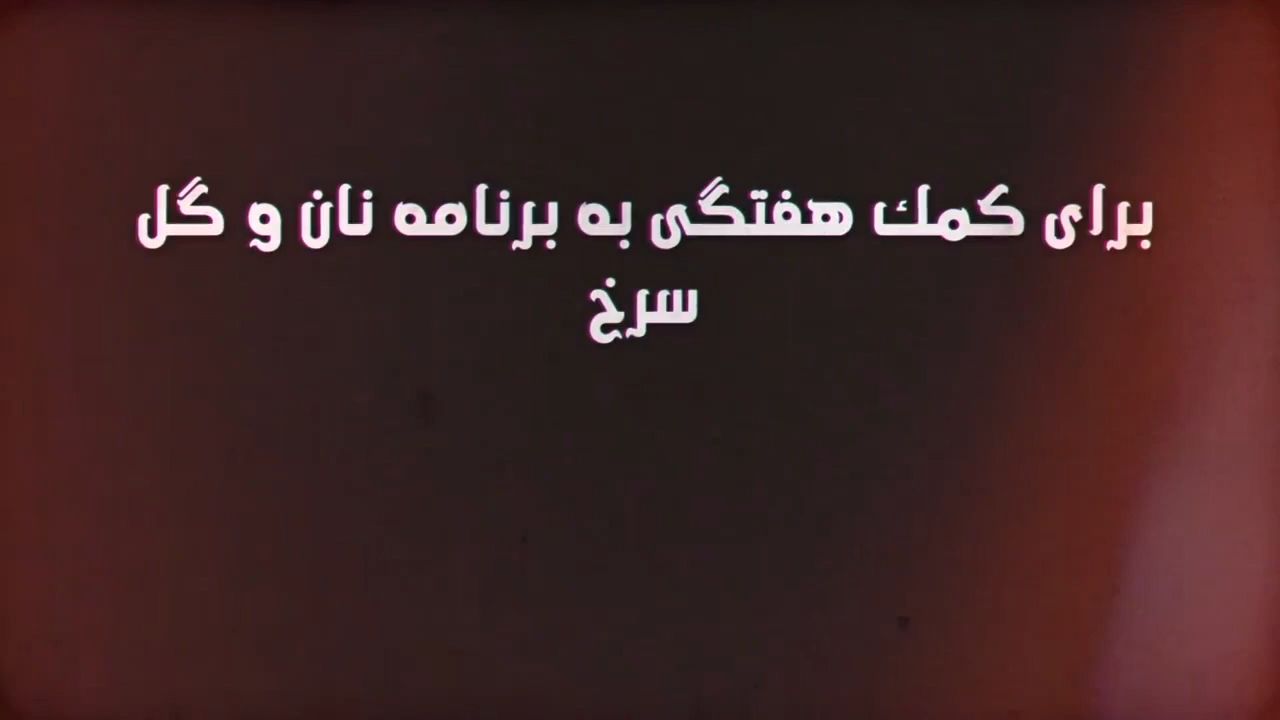 برای کمك هفتگی به برنامه نان و گل
سرخ